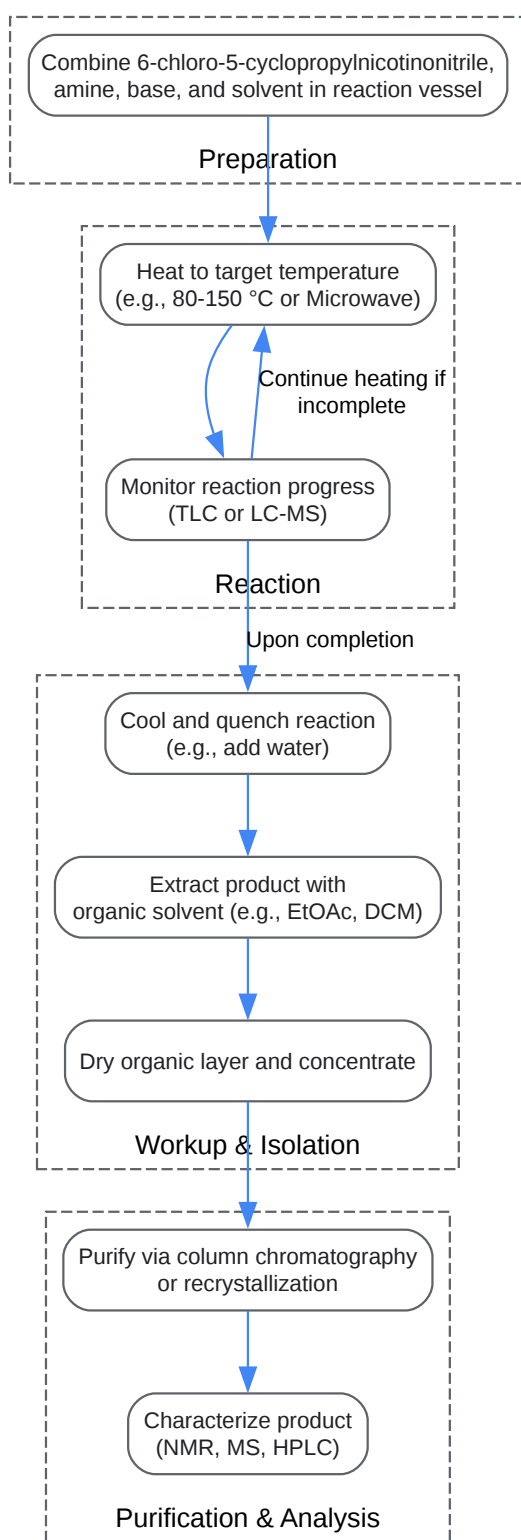 Combine 6-chloro-5-cyclopropylnicotinonitrile,
amine, base, and solvent in reaction vessel
Preparation
Heat to target temperature
(e.g., 80-150 °C or Microwave)
Continue heating if
incomplete
Monitor reaction progress
(TLC or LC-MS)
Reaction
Upon completion
Cool and quench reaction
(e.g., add water)
Extract product with
organic solvent (e.g., EtOAc, DCM)
Dry organic layer and concentrate
Workup & Isolation
Purify via column chromatography
or recrystallization
Characterize product
(NMR, MS, HPLC)
Purification & Analysis